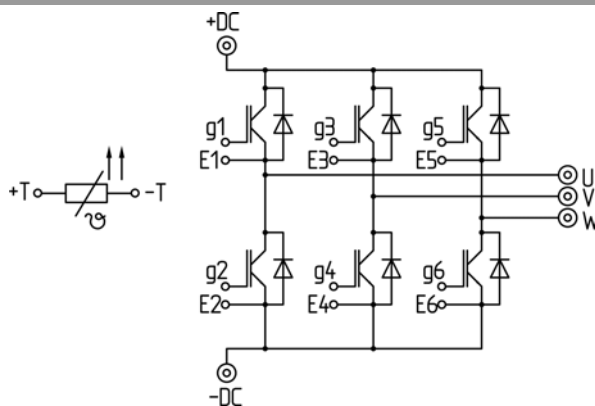 +DC
g1 g3 g5
E1 E3 E5
U
+T -T
V
ϑ
W
g2 g4 g6
E2 E4 E6
-DC